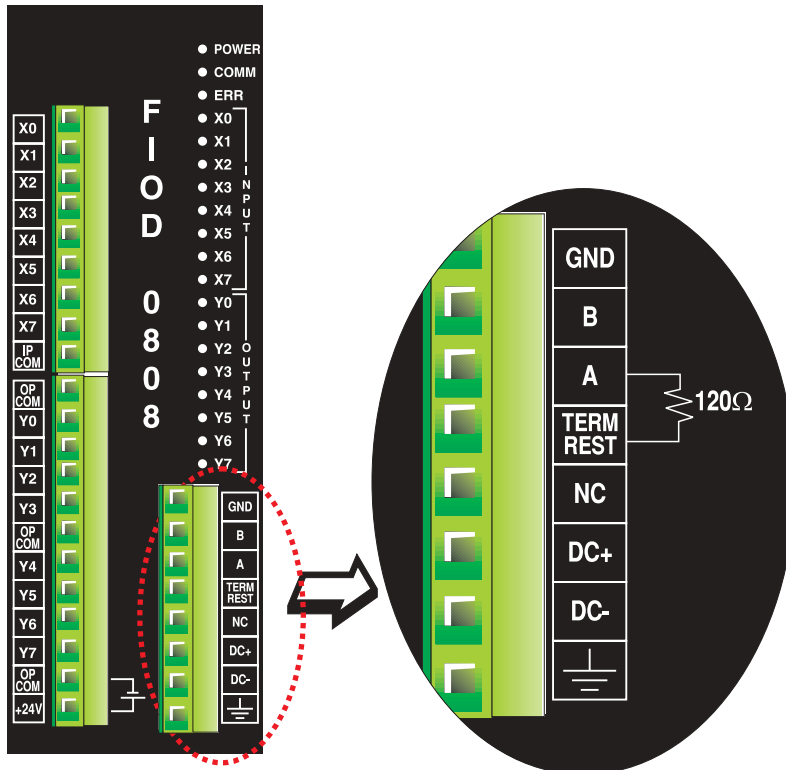 POWER
COMM
ERR
X0
X1
X2
X3
X4
X5
X6
X7
Y0
Y1
Y2
Y3
Y4
Y5
Y6
Y7
INPUT
OUTPUT
FIOD 0808
X0
X1
X2
X3
X4
X5
X6
X7
IP
COM
OP
COM
Y0
Y1
Y2
Y3
OP
COM
Y4
Y5
Y6
Y7
OP
COM
+24V
GND
B
A
TERM
REST
NC
DC+
DC-
GND
B
A
TERM
REST
NC
DC+
DC-
120Ω